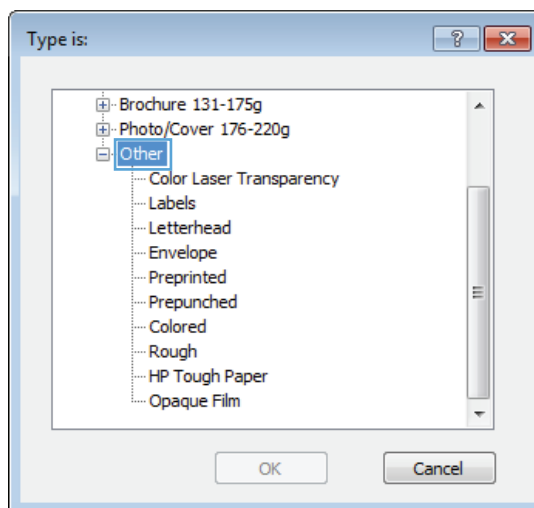 Type is:
?
Brochure 131-175g
Photo/Cover 176-220g
Other
Color Laser Transparency
Labels
Letterhead
Envelope
Preprinted
Prepunched
Colored
Rough
HP Tough Paper
Opaque Film
OK Cancel